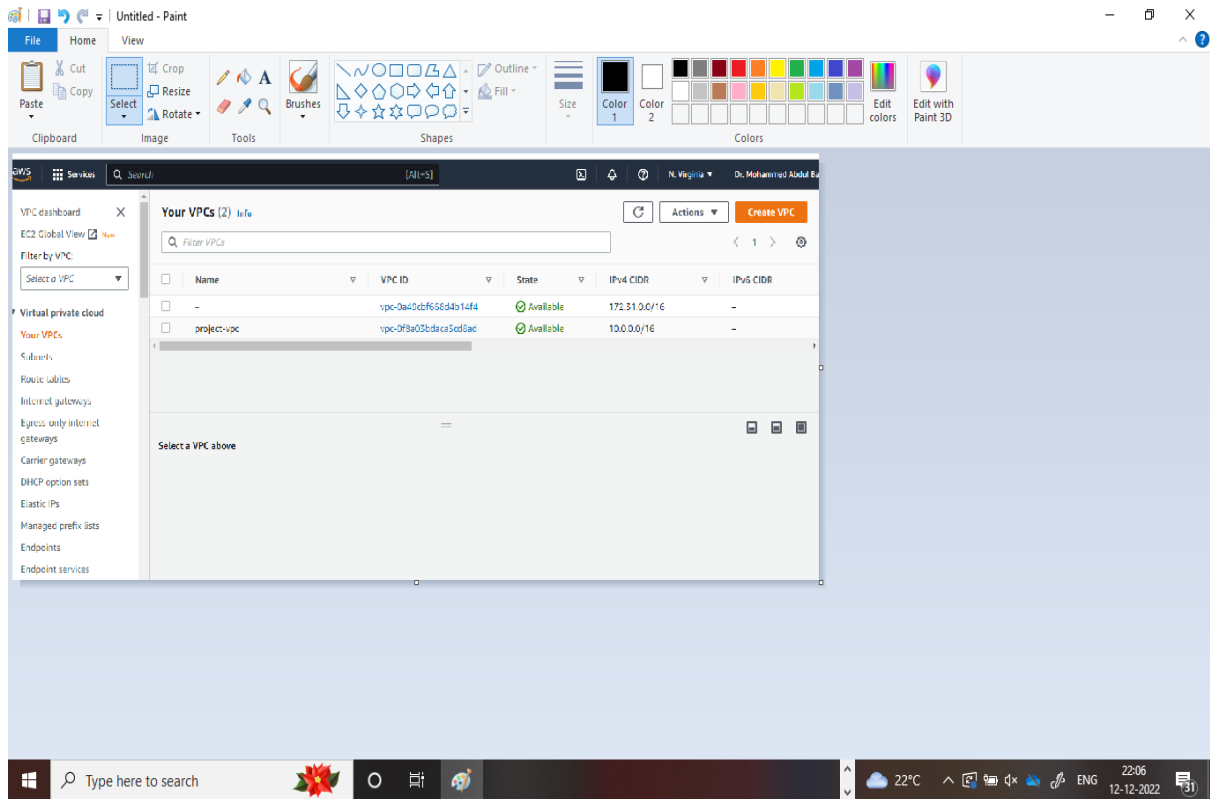 Untitled - Paint
File Home View
Paste
Cut
Copy
Clipboard
Select
Crop
Resize
Rotate
Image
A
Tools
Brushes
Outline
Fill
Shapes
Size
Color 1
Color 2
Edit colors
Colors
Edit with Paint 3D
aws Services Search [Alt+S] N. Virginia Dr. Mohammed Abdul Ba
VPC dashboard
EC2 Global View New
Filter by VPC:
Select a VPC
Virtual private cloud
Your VPCs
Subnets
Route tables
Internet gateways
Egress-only internet
gateways
Carrier gateways
DHCP option sets
Elastic IPs
Managed prefix lists
Endpoints
Endpoint services
Your VPCs (2) Info Actions Create VPC
Filter VPCs 1
Name VPC ID State IPv4 CIDR IPv6 CIDR
– vpc-0a49cbf668d4b14f4 Available 172.31.0.0/16 –
project-vpc vpc-0f8a03bdaca5cd8ad Available 10.0.0.0/16 –
Select a VPC above
Type here to search 22°C ENG 22:06
12-12-2022 31